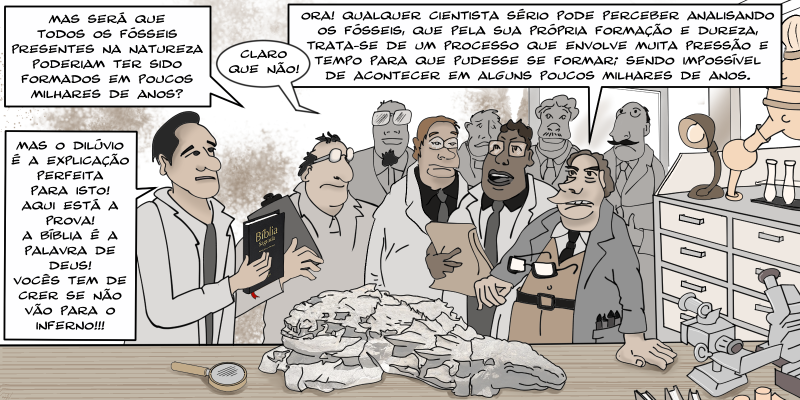 MAS SERÁ QUE
TODOS OS FÓSSEIS
PRESENTES NA NATUREZA
PODERIAM TER SIDO
FORMADOS EM POUCOS
MILHARES DE ANOS?
CLARO
QUE NÃO!
ORA! QUALQUER CIENTISTA SÉRIO PODE PERCEBER ANALISANDO
OS FÓSSEIS, QUE PELA SUA PRÓPRIA FORMAÇÃO E DUREZA,
TRATA-SE DE UM PROCESSO QUE ENVOLVE MUITA PRESSÃO E
TEMPO PARA QUE PUDESSE SE FORMAR; SENDO IMPOSSÍVEL
DE ACONTECER EM ALGUNS POUCOS MILHARES DE ANOS.
MAS O DILÚVIO
É A EXPLICAÇÃO
PERFEITA
PARA ISTO!
AQUI ESTÁ A
PROVA!
A BÍBLIA É A
PALAVRA DE
DEUS!
VOCÊS TEM DE
CRER SE NÃO
VÃO PARA O
INFERNO!!!
Bíblia
Sagrada